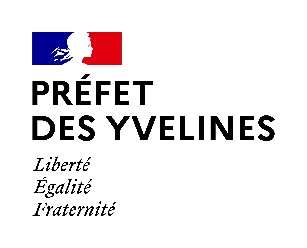 PRÉFET
DES YVELINES
Liberté
Égalité
Fraternité